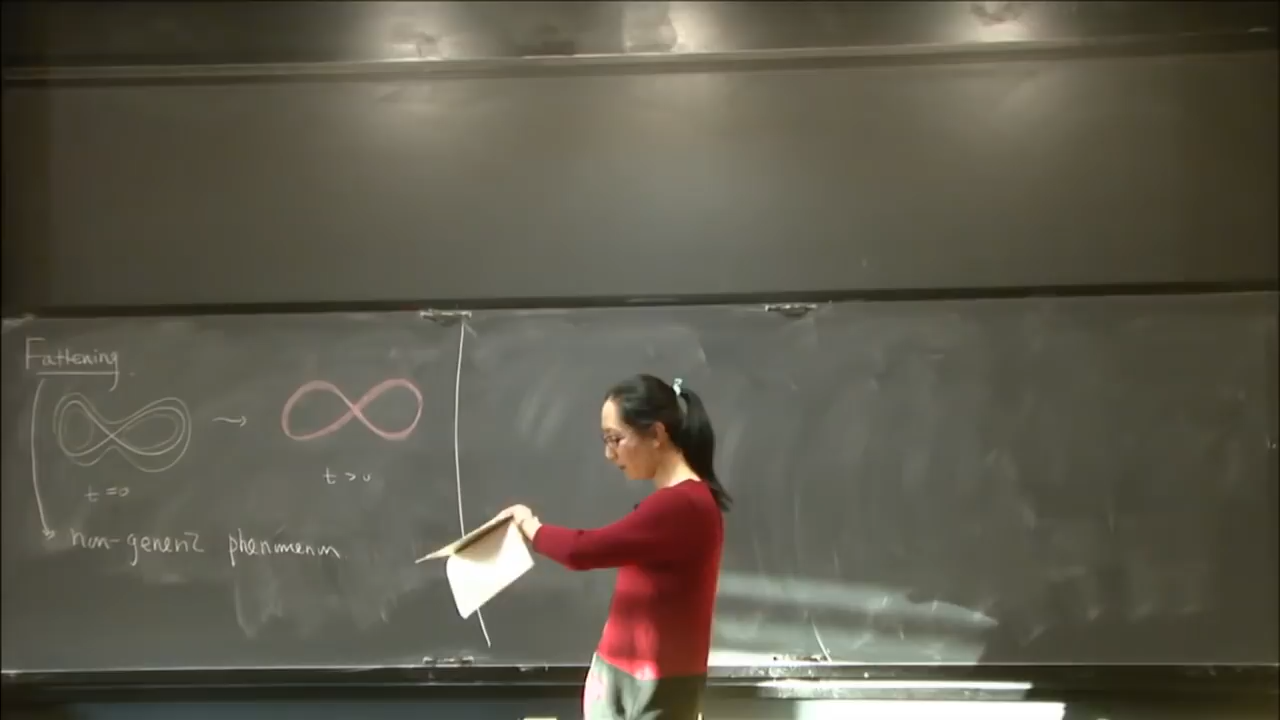 Fattening
t = 0
t > 0
non-generic phenomenon